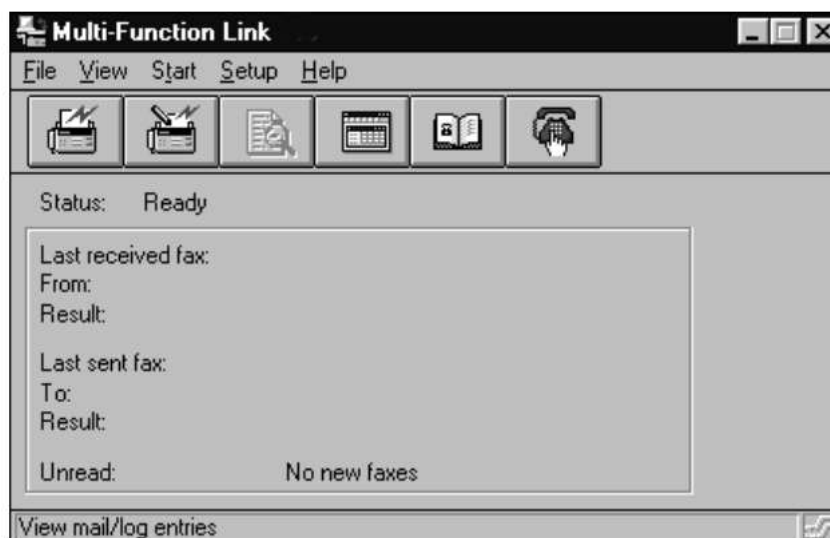 Multi-Function Link
File View Start Setup Help
Status: Ready
Last received fax:
From:
Result:
Last sent fax:
To:
Result:
Unread: No new faxes
View mail/log entries